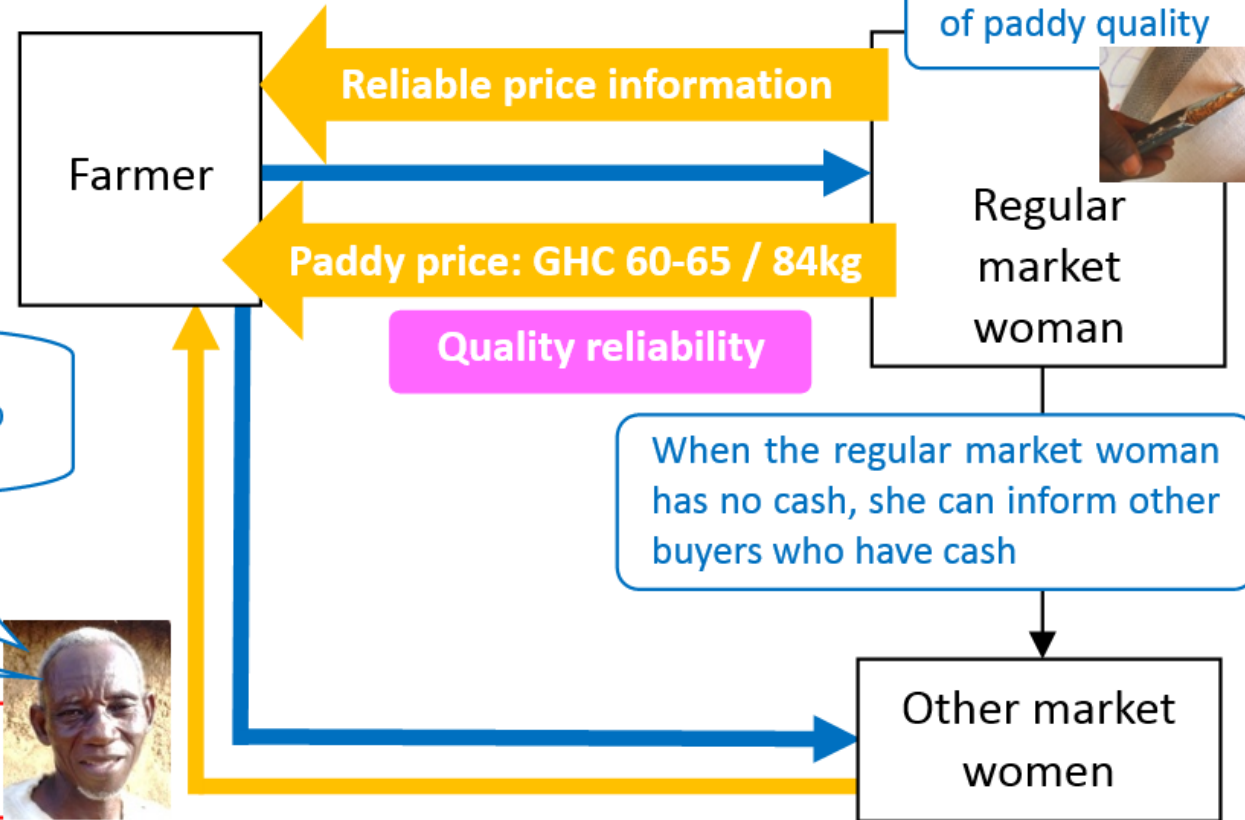 of paddy quality
Reliable price information
Farmer
Regular
market
woman
Paddy price: GHC 60-65 / 84kg
Quality reliability
When the regular market woman
has no cash, she can inform other
buyers who have cash
Other market
women